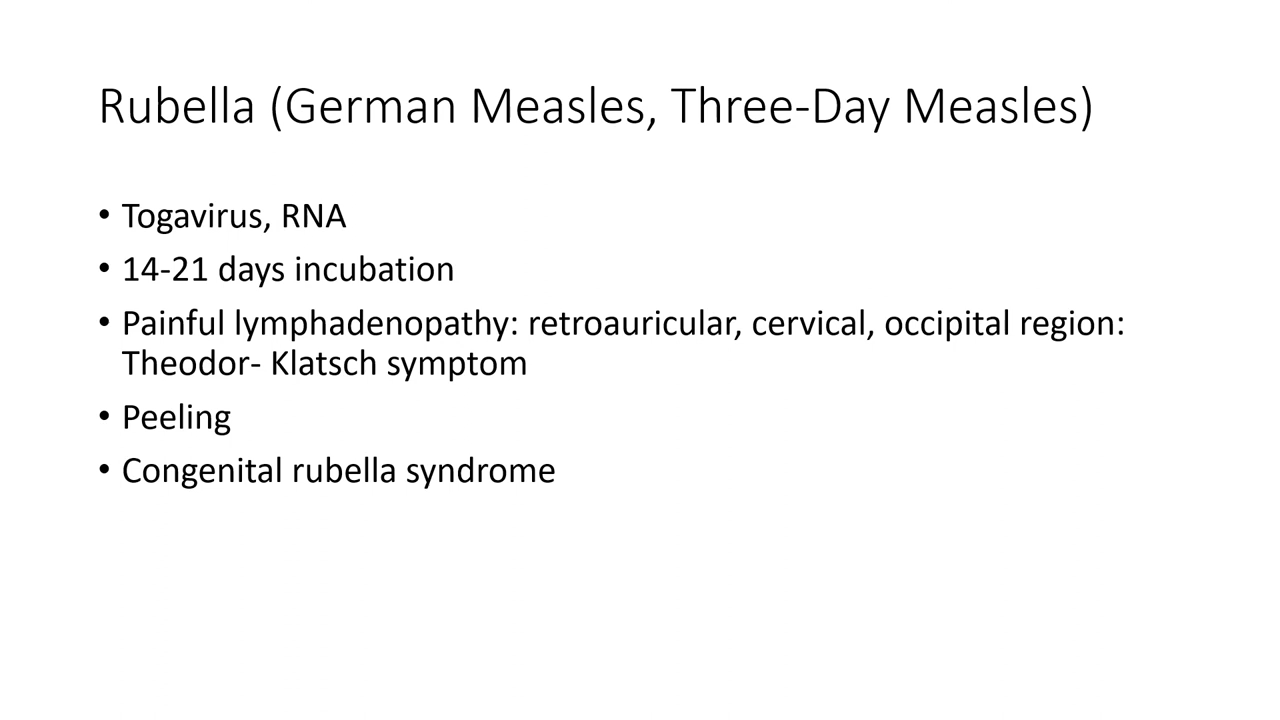 Rubella (German Measles, Three-Day Measles)
• Togavirus, RNA
• 14-21 days incubation
• Painful lymphadenopathy: retroauricular, cervical, occipital region:
Theodor- Klatsch symptom
• Peeling
• Congenital rubella syndrome